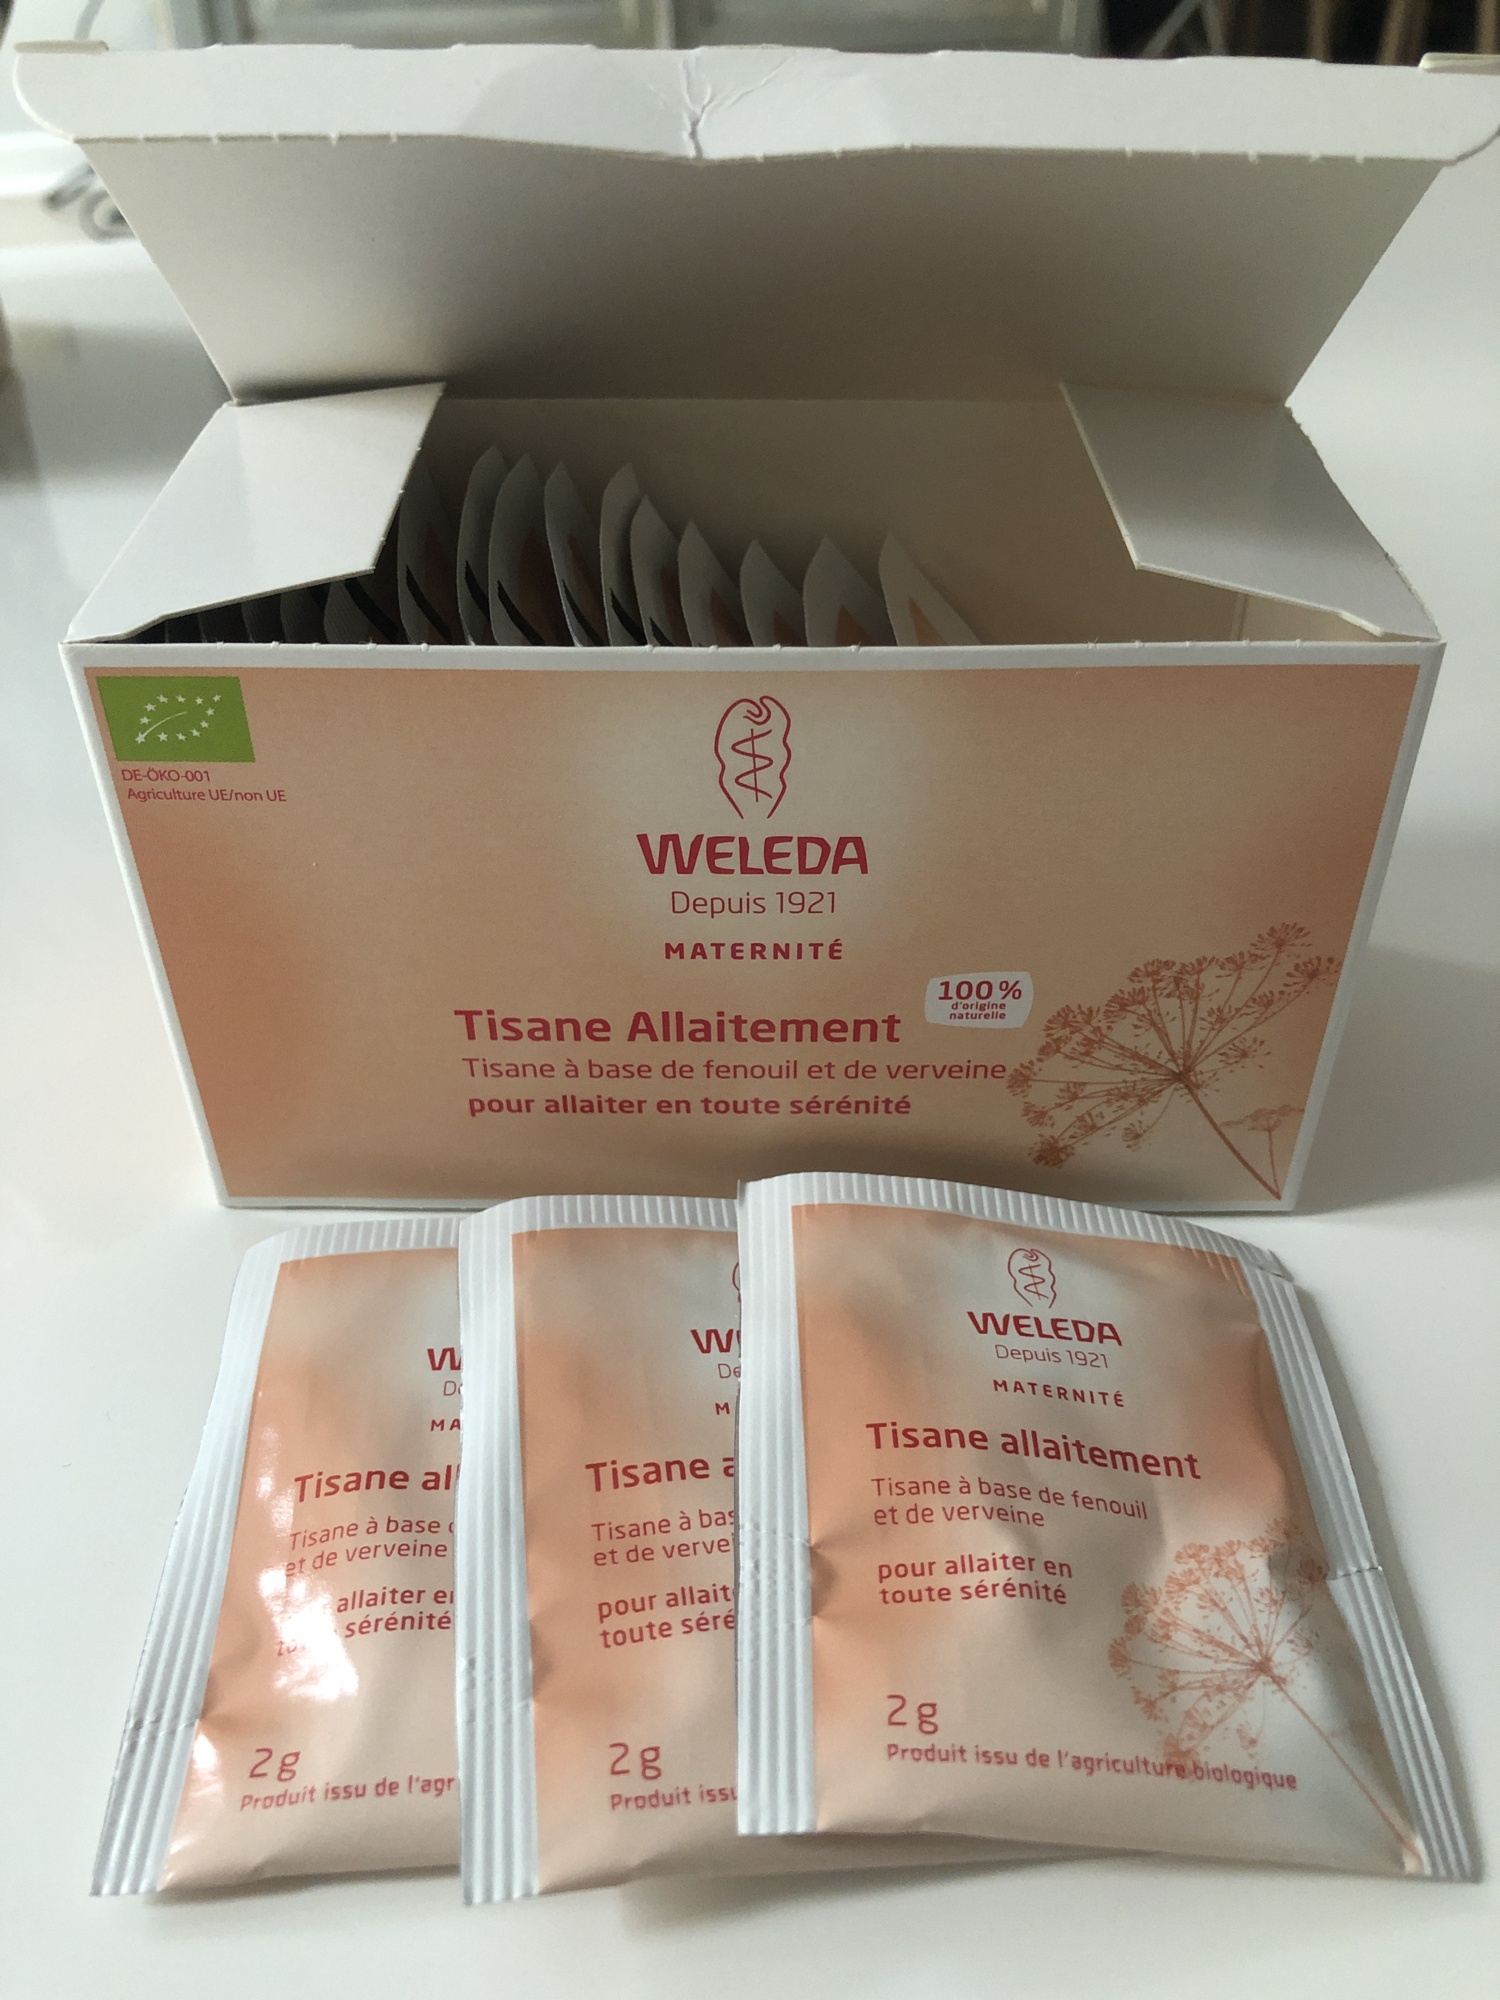 DE-ÖKO-001
Agriculture UE/non UE
WELEDA
Depuis 1921
MATERNITÉ
100 %
d'origine
naturelle
Tisane Allaitement
Tisane à base de fenouil et de verveine
pour allaiter en toute sérénité
W
D
MA
Tisane al
Tisane à base
et de verveine
allaiter e
sérénité
2g
Produit issu de l'agr
W
De
M
Tisane a
Tisane à bas
et de verve
pour allait
toute séré
2g
Produit issu
WELEDA
Depuis 1921
MATERNITÉ
Tisane allaitement
Tisane à base de fenouil
et de verveine
pour allaiter en
toute sérénité
2g
Produit issu de l'agriculture biologique